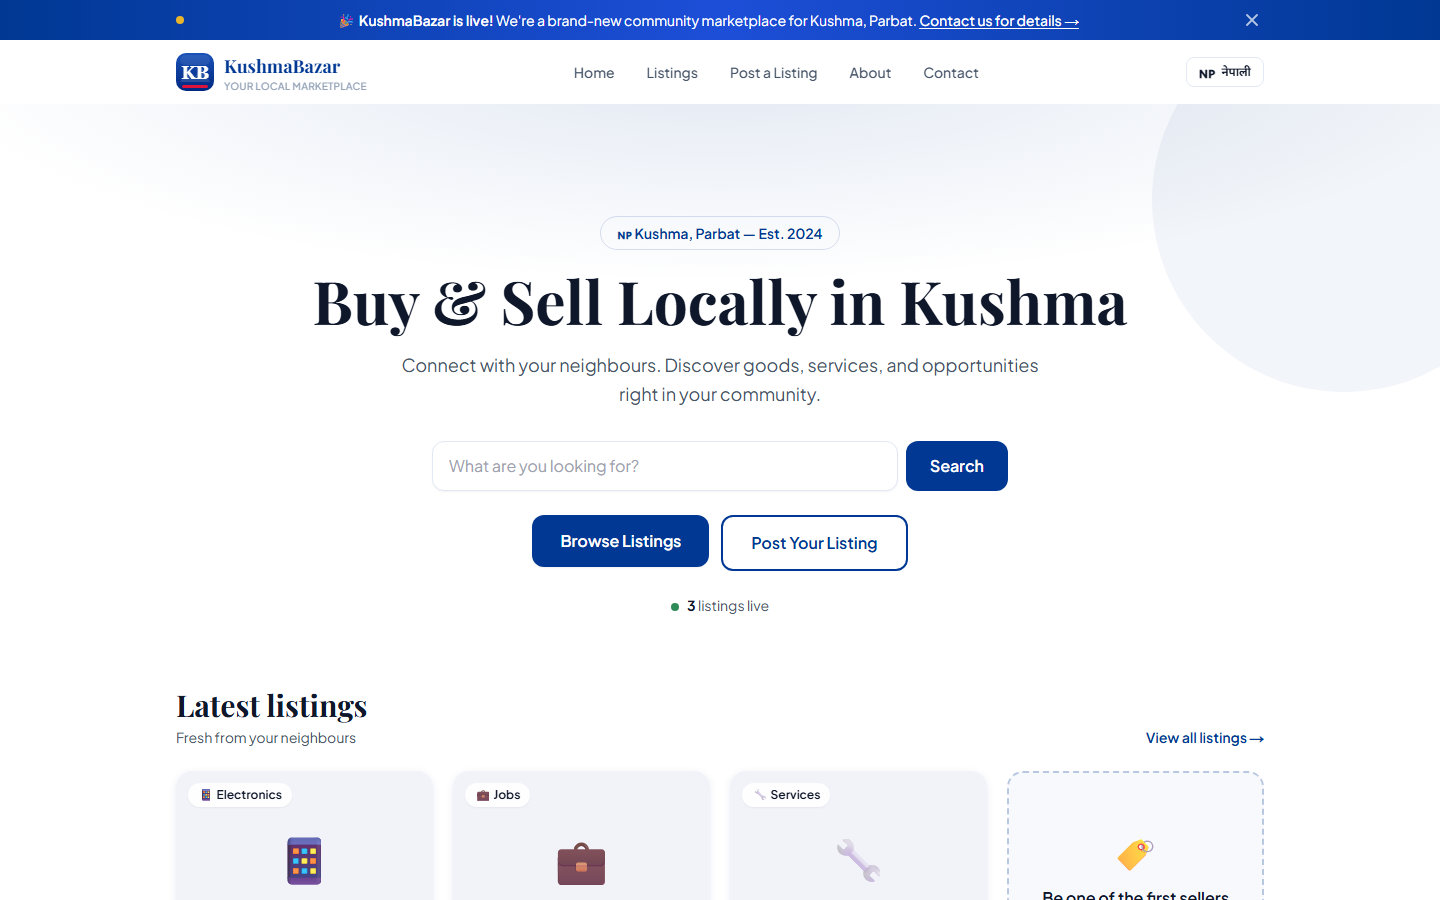 🎉 KushmaBazar is live! We're a brand-new community marketplace for Kushma, Parbat. Contact us for details →
KB
KushmaBazar
YOUR LOCAL MARKETPLACE
Home
Listings
Post a Listing
About
Contact
NP नेपाली
NP Kushma, Parbat — Est. 2024
Buy & Sell Locally in Kushma
Connect with your neighbours. Discover goods, services, and opportunities
right in your community.
What are you looking for?
Search
Browse Listings
Post Your Listing
3 listings live
Latest listings
Fresh from your neighbours
View all listings →
Electronics
Jobs
Services
Be one of the first sellers